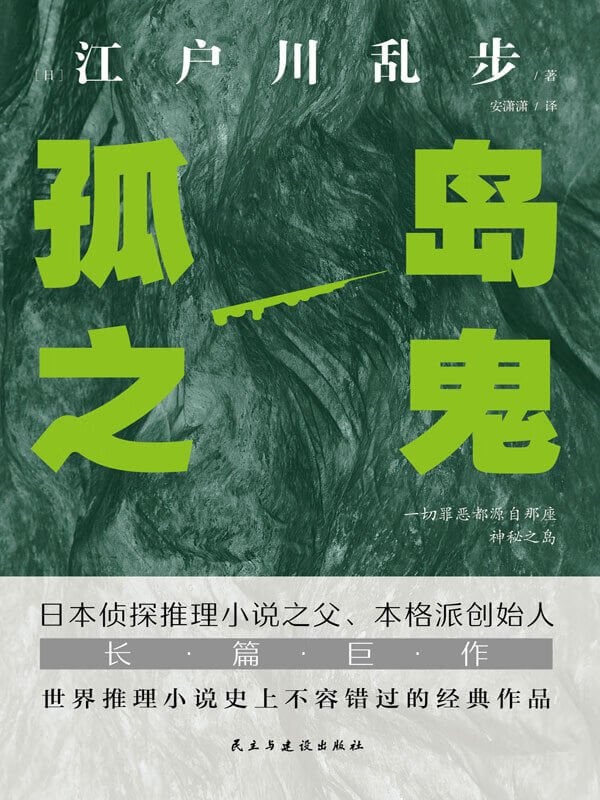 [日]江户川乱步/著
安潇潇/译
孤岛
之鬼
一切罪恶都源自那座
神秘之岛
日本侦探推理小说之父、本格派创始人
长·篇·巨·作
世界推理小说史上不容错过的经典作品
民主与建设出版社